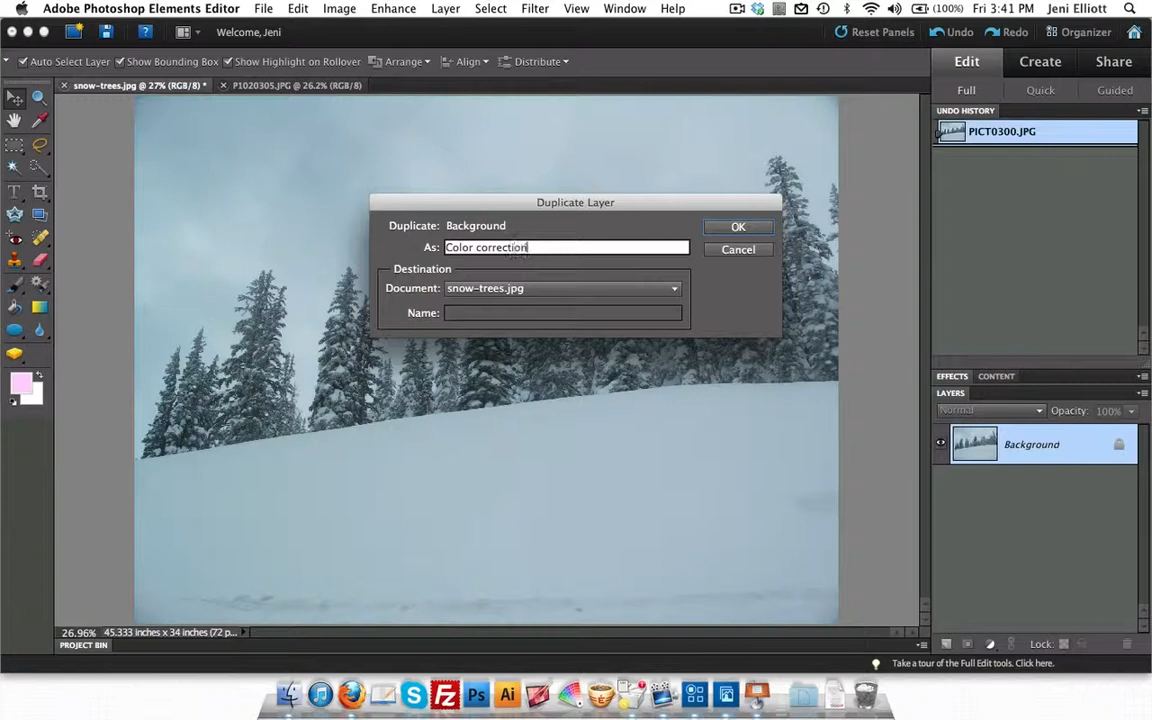 Adobe Photoshop Elements Editor File Edit Image Enhance Layer Select Filter View Window Help (100%) Fri 3:41 PM Jeni Elliott
Welcome, Jeni Reset Panels Undo Redo Organizer
Auto Select Layer Show Bounding Box Show Highlight on Rollover Arrange Align Distribute
Edit Create Share
snow-trees.jpg @ 27% (RGB/8) * P1020305.JPG @ 26.2% (RGB/8)
Full Quick Guided
UNDO HISTORY
PICT0300.JPG
Duplicate Layer
Duplicate: Background OK
As: Color correction Cancel
Destination
Document: snow-trees.jpg
Name:
EFFECTS CONTENT
LAYERS
Normal Opacity: 100%
Background
26.96% 45.333 inches x 34 inches (72 p...
Lock:
PROJECT BIN
Take a tour of the Full Edit tools. Click here.
Ps Ai